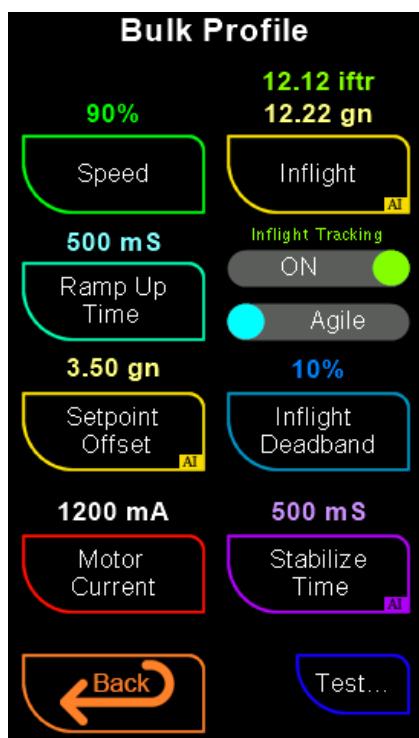 Bulk Profile
12.12 iftr
90%
12.22 gn
Speed
Inflight
AI
500 mS
Inflight Tracking
Ramp Up
Time
ON
Agile
3.50 gn
10%
Setpoint
Offset
AI
Inflight
Deadband
1200 mA
500 mS
Motor
Current
Stabilize
Time
AI
Back
Test...